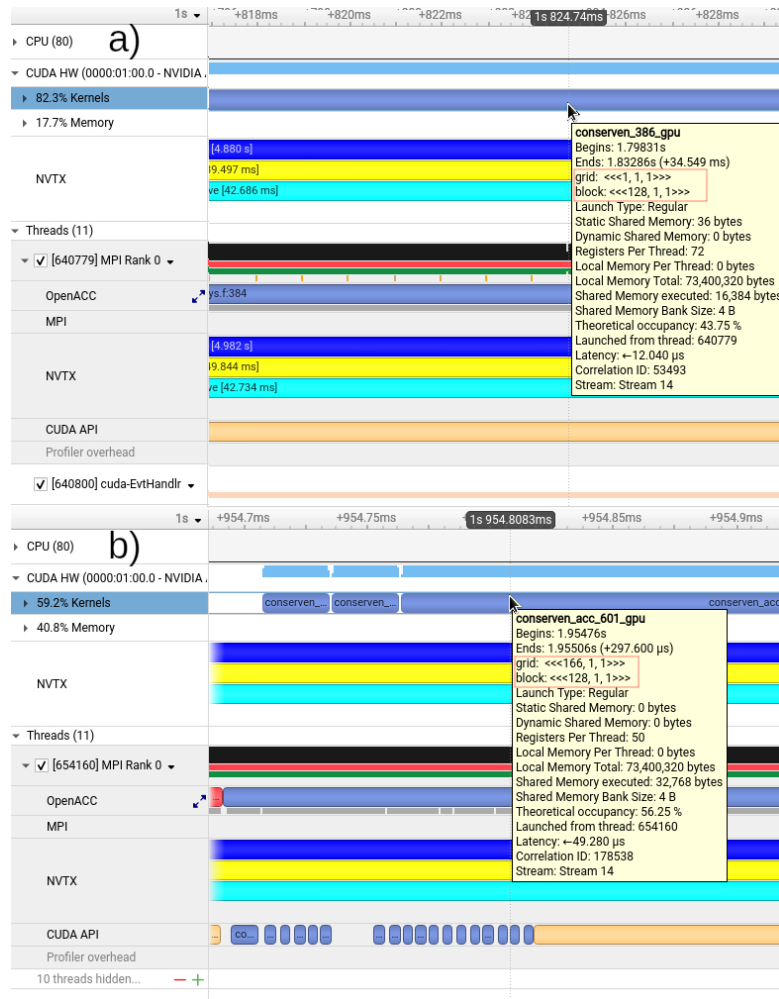 1s
+818ms
+820ms
+822ms
1s 824.74ms
+826ms
+828ms
CPU (80)
a)
CUDA HW (0000:01:00.0 - NVIDIA
82.3% Kernels
17.7% Memory
NVTX
[4.880 s]
39.497 ms]
ve [42.686 ms]
conserven_386_gpu
Begins: 1.79831s
Ends: 1.83286s (+34.549 ms)
grid: <<<1, 1, 1>>>
block: <<<128, 1, 1>>>
Launch Type: Regular
Static Shared Memory: 36 bytes
Dynamic Shared Memory: 0 bytes
Registers Per Thread: 72
Local Memory Per Thread: 0 bytes
Local Memory Total: 73,400,320 bytes
Shared Memory executed: 16,384 bytes
Shared Memory Bank Size: 4 B
Theoretical occupancy: 43.75 %
Launched from thread: 640779
Latency: ←12.040 μs
Correlation ID: 53493
Stream: Stream 14
Threads (11)
[640779] MPI Rank 0
OpenACC
ys.f:384
MPI
NVTX
[4.982 s]
39.844 ms]
ve [42.734 ms]
CUDA API
Profiler overhead
[640800] cuda-EvtHandlr
1s
+954.7ms
+954.75ms
1s 954.8083ms
+954.85ms
+954.9ms
CPU (80)
b)
CUDA HW (0000:01:00.0 - NVIDIA
59.2% Kernels
conserven_...
conserven_...
conserven_acc
40.8% Memory
NVTX
conserven_acc_601_gpu
Begins: 1.95476s
Ends: 1.95506s (+297.600 μs)
grid: <<<166, 1, 1>>>
block: <<<128, 1, 1>>>
Launch Type: Regular
Static Shared Memory: 0 bytes
Dynamic Shared Memory: 0 bytes
Registers Per Thread: 50
Local Memory Per Thread: 0 bytes
Local Memory Total: 73,400,320 bytes
Shared Memory executed: 32,768 bytes
Shared Memory Bank Size: 4 B
Theoretical occupancy: 56.25 %
Launched from thread: 654160
Latency: ←49.280 μs
Correlation ID: 178538
Stream: Stream 14
Threads (11)
[654160] MPI Rank 0
OpenACC
...
MPI
NVTX
CUDA API
co...
Profiler overhead
10 threads hidden...